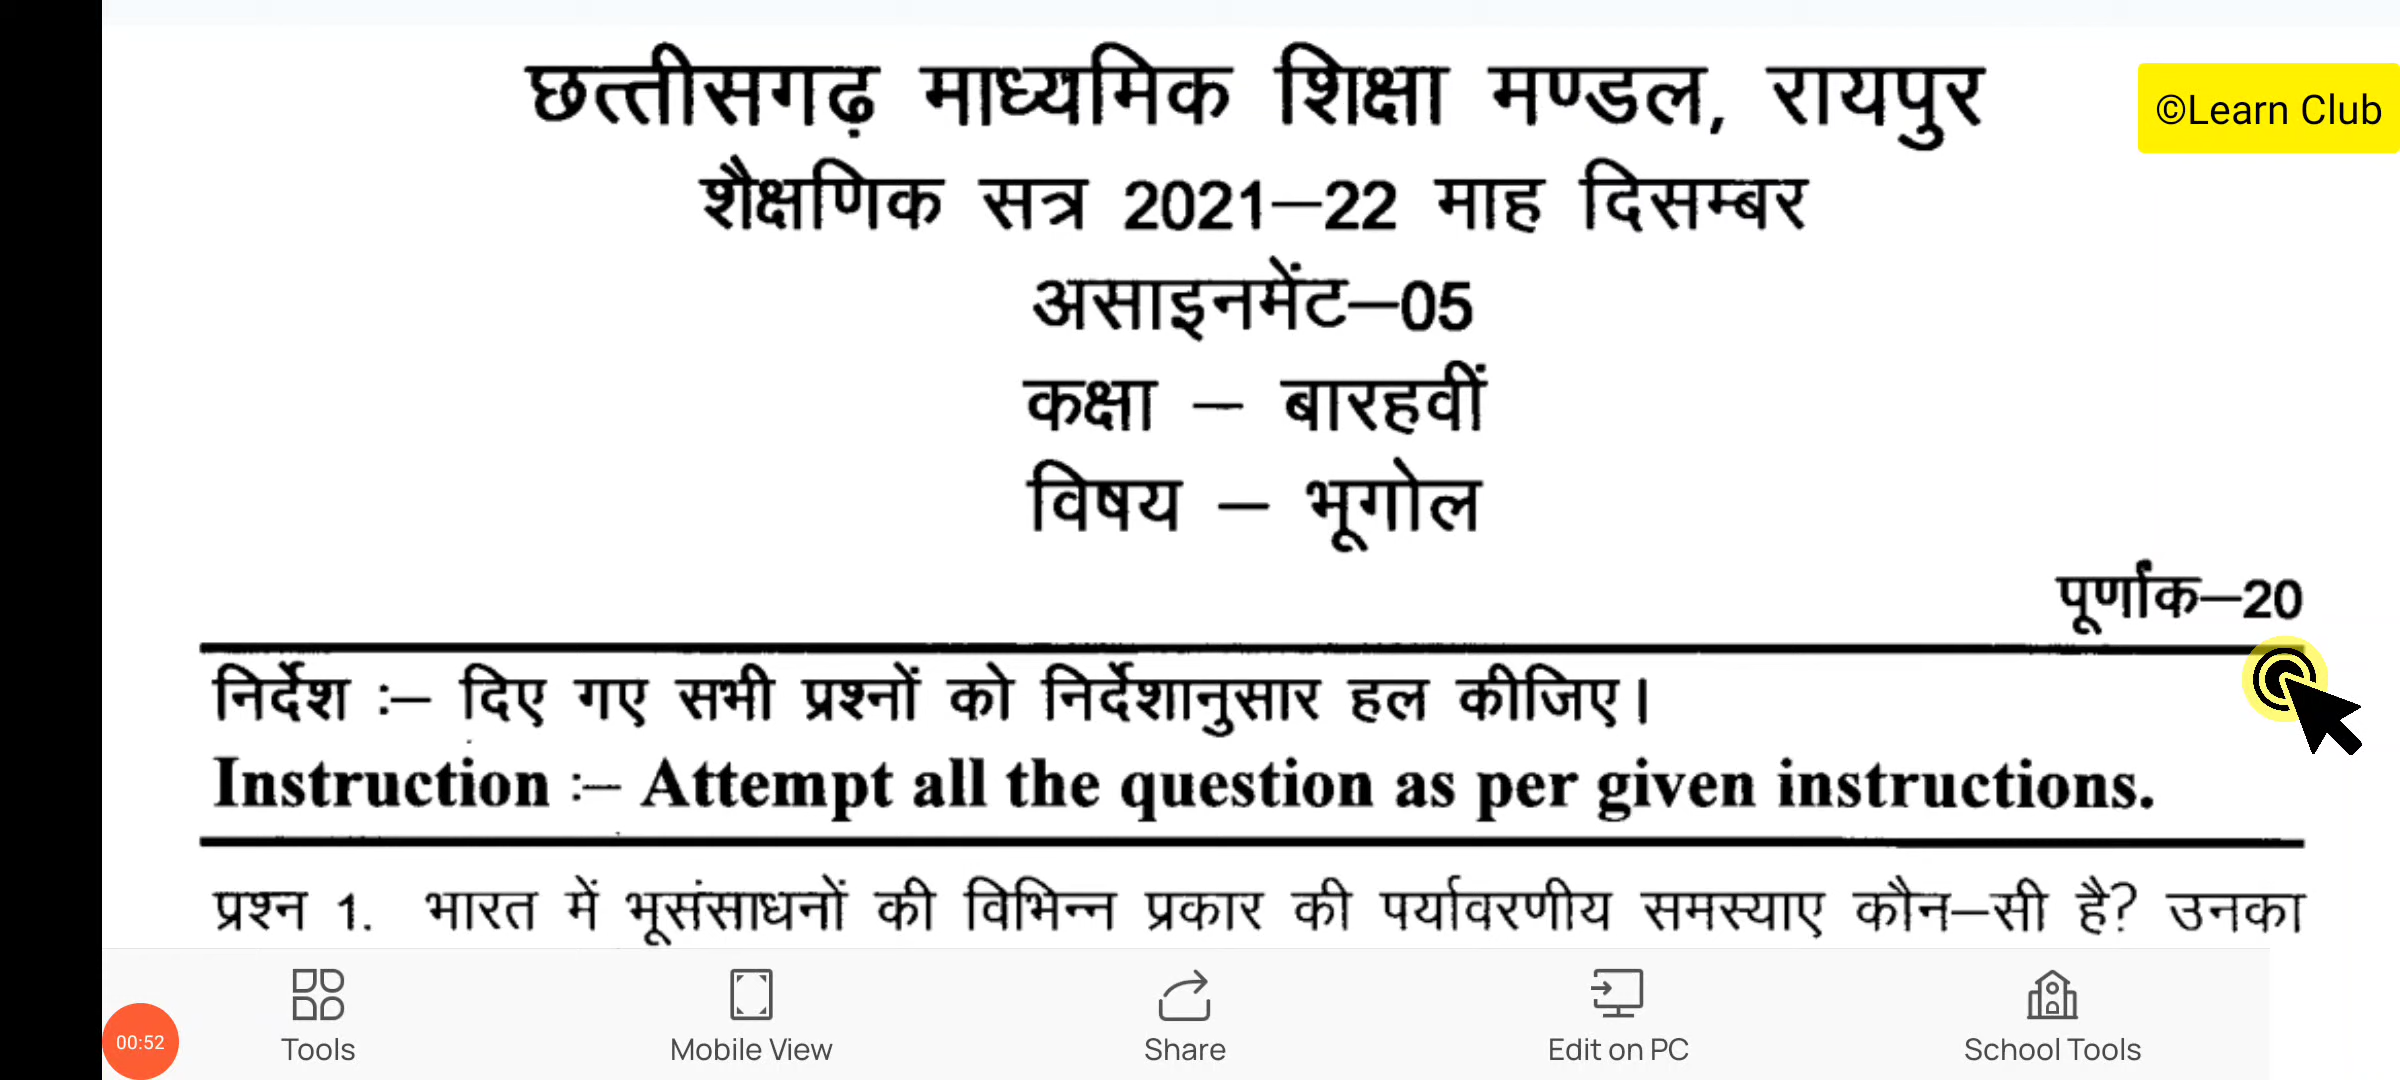 छत्तीसगढ़ माध्यमिक शिक्षा मण्डल, रायपुर
©Learn Club
शैक्षणिक सत्र 2021–22 माह दिसम्बर
असाइनमेंट–05
कक्षा – बारहवीं
विषय – भूगोल
पूर्णांक–20
निर्देश :– दिए गए सभी प्रश्नों को निर्देशानुसार हल कीजिए।
Instruction :– Attempt all the question as per given instructions.
प्रश्न 1. भारत में भूसंसाधनों की विभिन्न प्रकार की पर्यावरणीय समस्याए कौन–सी है? उनका
00:52
Tools
Mobile View
Share
Edit on PC
School Tools